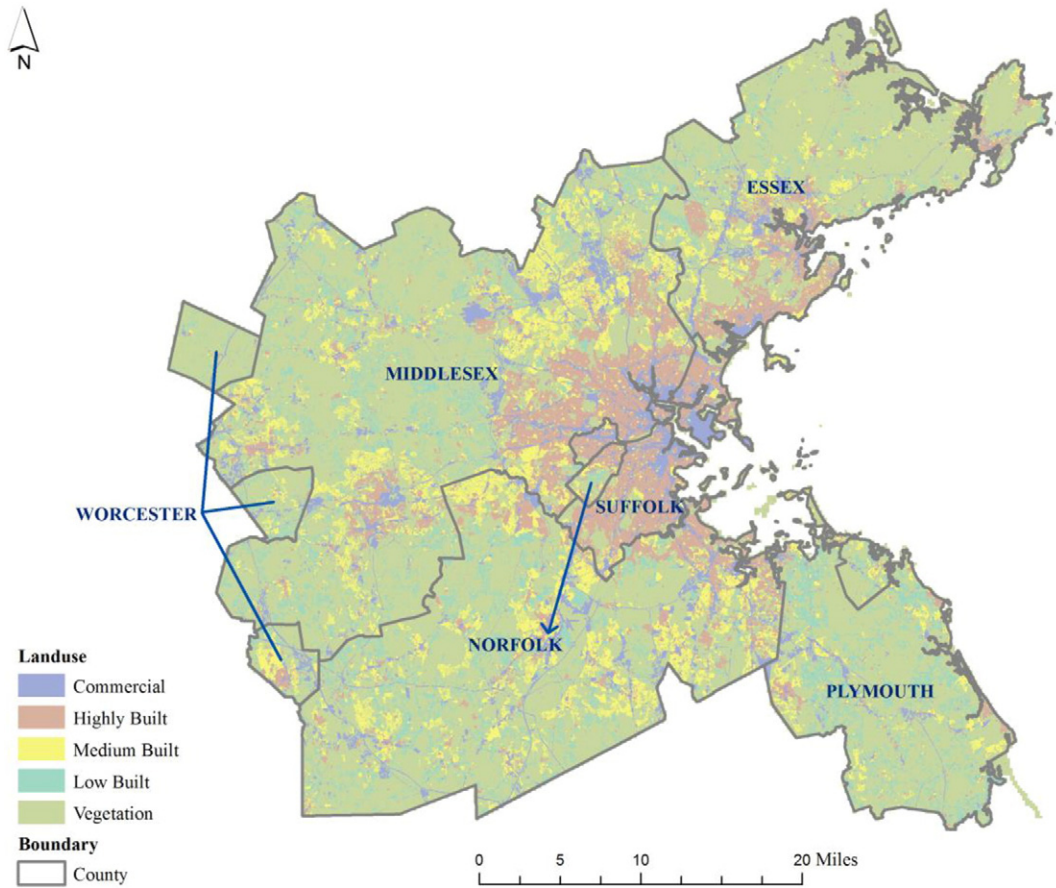 N
ESSEX
MIDDLESEX
WORCESTER
SUFFOLK
NORFOLK
PLYMOUTH
Landuse
Commercial
Highly Built
Medium Built
Low Built
Vegetation
Boundary
County
0 5 10 20 Miles